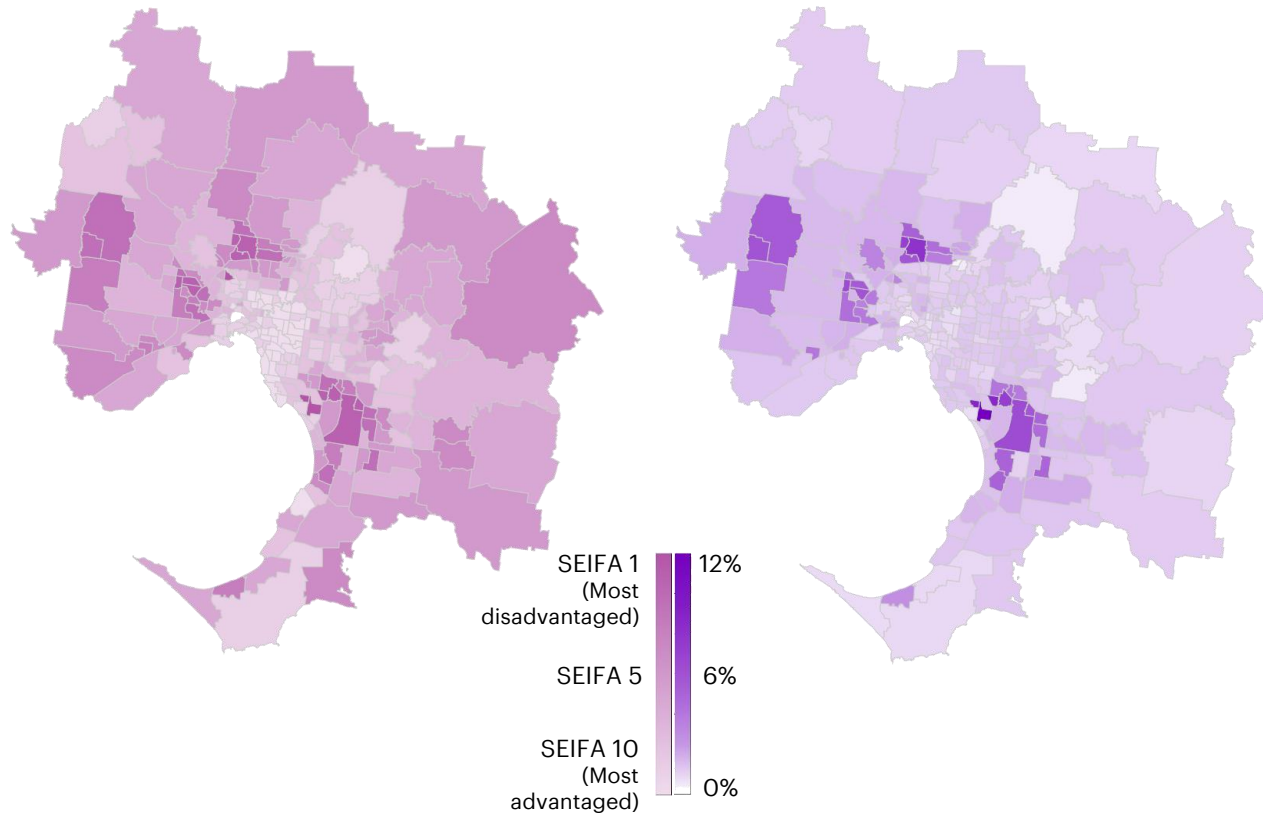 SEIFA 1
(Most
disadvantaged)
12%
SEIFA 5
6%
SEIFA 10
(Most
advantaged)
0%